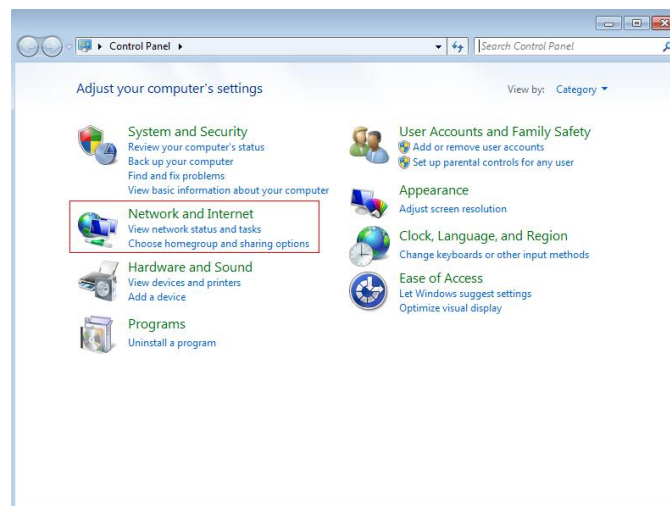 Control Panel
Search Control Panel
Adjust your computer's settings
View by: Category
System and Security
Review your computer's status
Back up your computer
Find and fix problems
View basic information about your computer
Network and Internet
View network status and tasks
Choose homegroup and sharing options
Hardware and Sound
View devices and printers
Add a device
Programs
Uninstall a program
User Accounts and Family Safety
Add or remove user accounts
Set up parental controls for any user
Appearance
Adjust screen resolution
Clock, Language, and Region
Change keyboards or other input methods
Ease of Access
Let Windows suggest settings
Optimize visual display